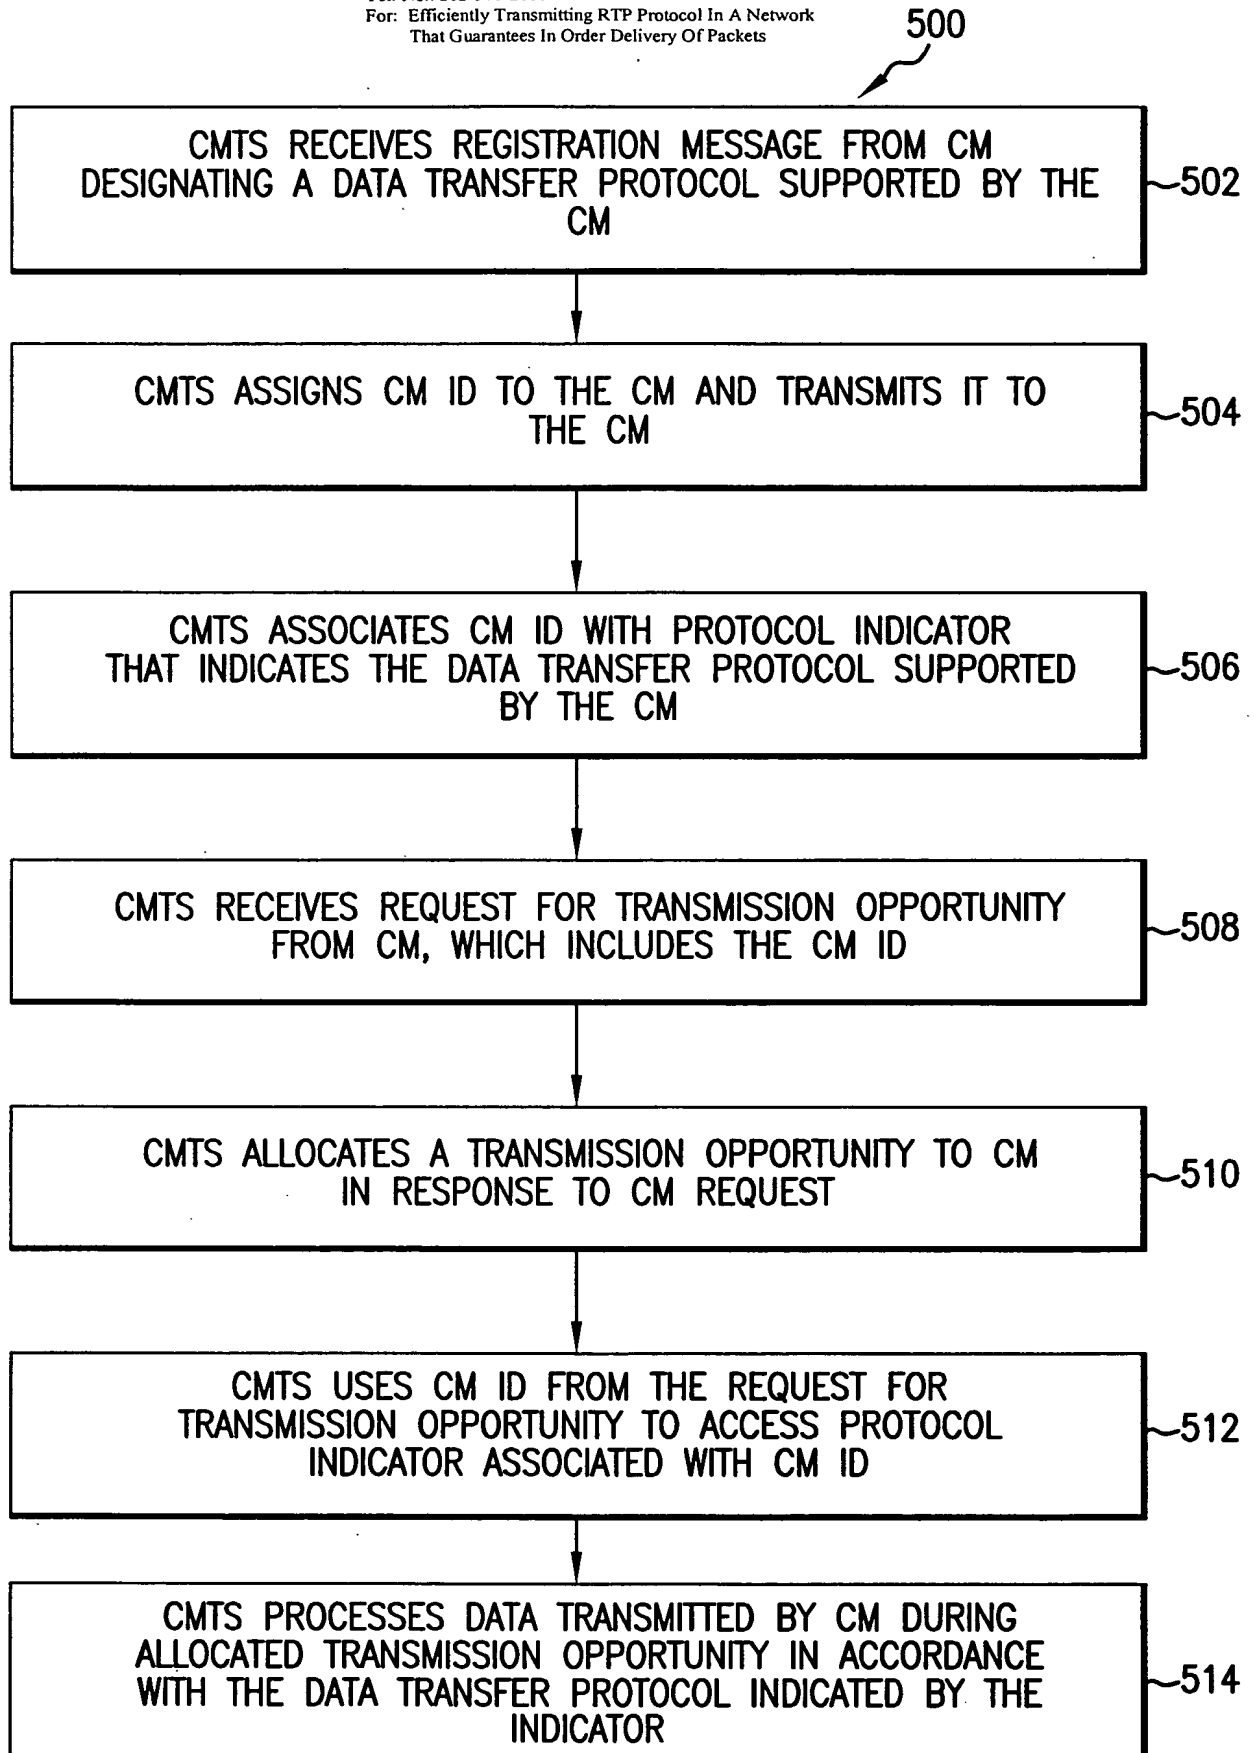 For: Efficiently Transmitting RTP Protocol In A Network
That Guarantees In Order Delivery Of Packets
500
CMTS RECEIVES REGISTRATION MESSAGE FROM CM
DESIGNATING A DATA TRANSFER PROTOCOL SUPPORTED BY THE
CM
502
CMTS ASSIGNS CM ID TO THE CM AND TRANSMITS IT TO
THE CM
504
CMTS ASSOCIATES CM ID WITH PROTOCOL INDICATOR
THAT INDICATES THE DATA TRANSFER PROTOCOL SUPPORTED
BY THE CM
506
CMTS RECEIVES REQUEST FOR TRANSMISSION OPPORTUNITY
FROM CM, WHICH INCLUDES THE CM ID
508
CMTS ALLOCATES A TRANSMISSION OPPORTUNITY TO CM
IN RESPONSE TO CM REQUEST
510
CMTS USES CM ID FROM THE REQUEST FOR
TRANSMISSION OPPORTUNITY TO ACCESS PROTOCOL
INDICATOR ASSOCIATED WITH CM ID
512
CMTS PROCESSES DATA TRANSMITTED BY CM DURING
ALLOCATED TRANSMISSION OPPORTUNITY IN ACCORDANCE
WITH THE DATA TRANSFER PROTOCOL INDICATED BY THE
INDICATOR
514